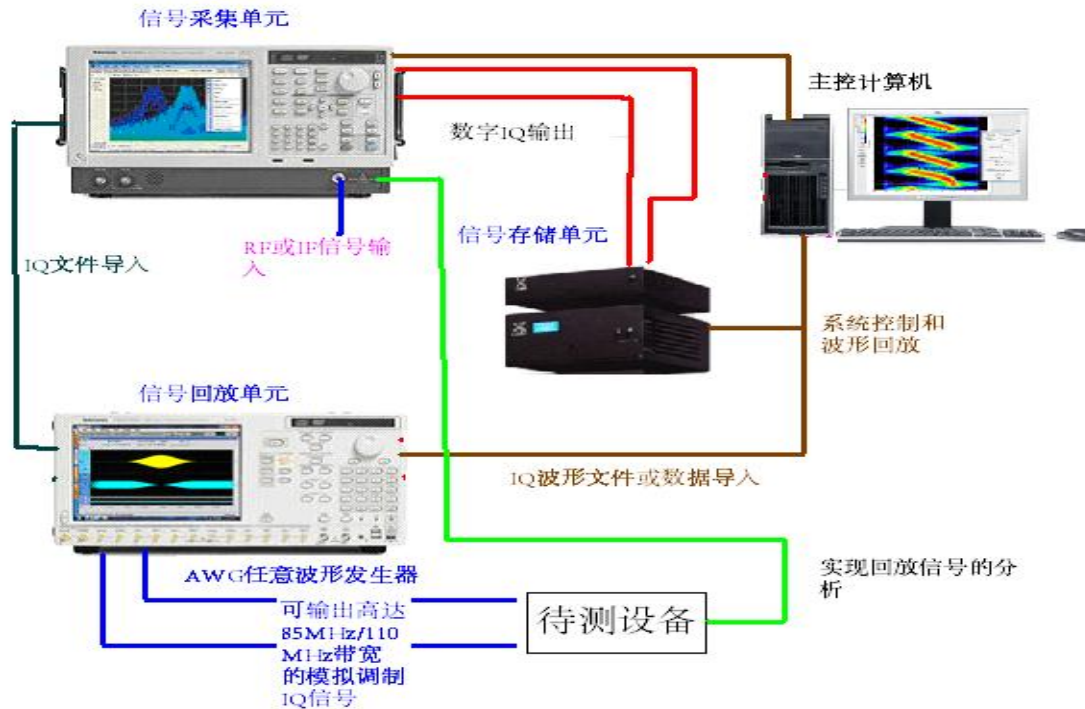 信号采集单元
主控计算机
数字IQ输出
RF或IF信号输
入
信号存储单元
IQ文件导入
系统控制和
波形回放
信号回放单元
IQ波形文件或数据导入
AWG任意波形发生器
可输出高达
85MHz/110
MHz带宽
的模拟调制
IQ信号
待测设备
实现回放信号的分
析